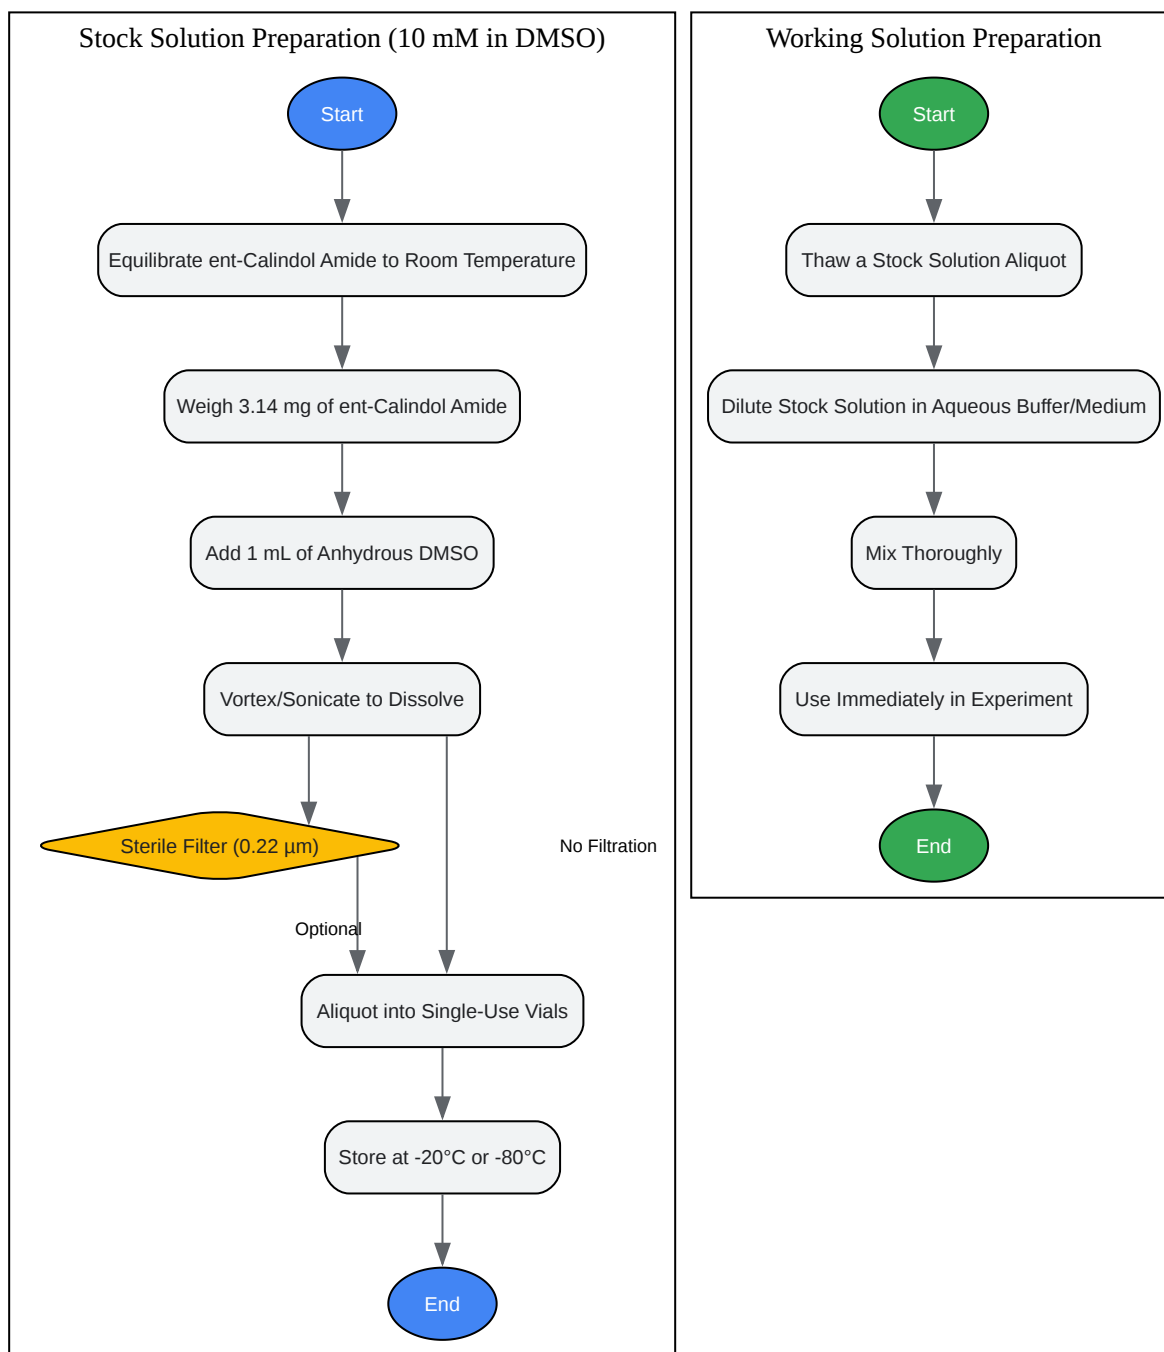 Stock Solution Preparation (10 mM in DMSO)
Start
Equilibrate ent-Calindol Amide to Room Temperature
Weigh 3.14 mg of ent-Calindol Amide
Add 1 mL of Anhydrous DMSO
Vortex/Sonicate to Dissolve
Sterile Filter (0.22 µm)
No Filtration
Optional
Aliquot into Single-Use Vials
Store at -20°C or -80°C
End
Working Solution Preparation
Start
Thaw a Stock Solution Aliquot
Dilute Stock Solution in Aqueous Buffer/Medium
Mix Thoroughly
Use Immediately in Experiment
End